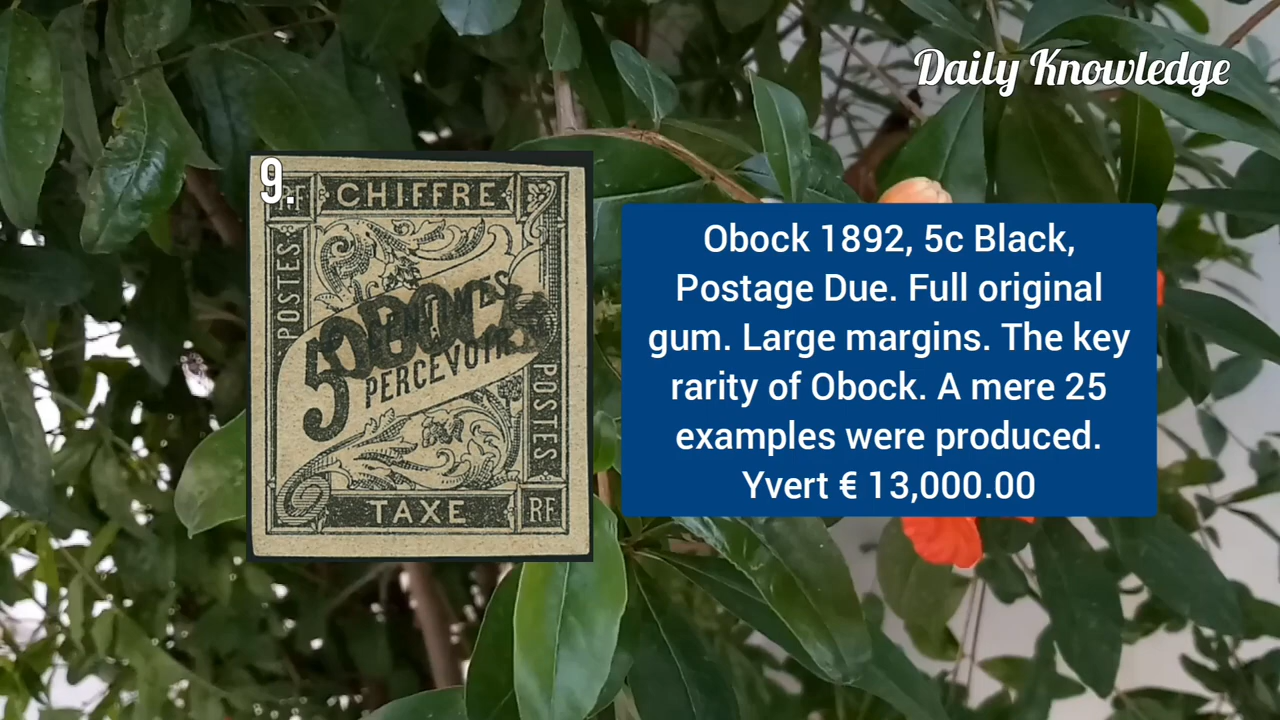 Daily Knowledge
9.
RF
CHIFFRE
POSTES
OBOCK
5
PERCEVOIR
POSTES
TAXE
RF
Obock 1892, 5c Black,
Postage Due. Full original
gum. Large margins. The key
rarity of Obock. A mere 25
examples were produced.
Yvert € 13,000.00